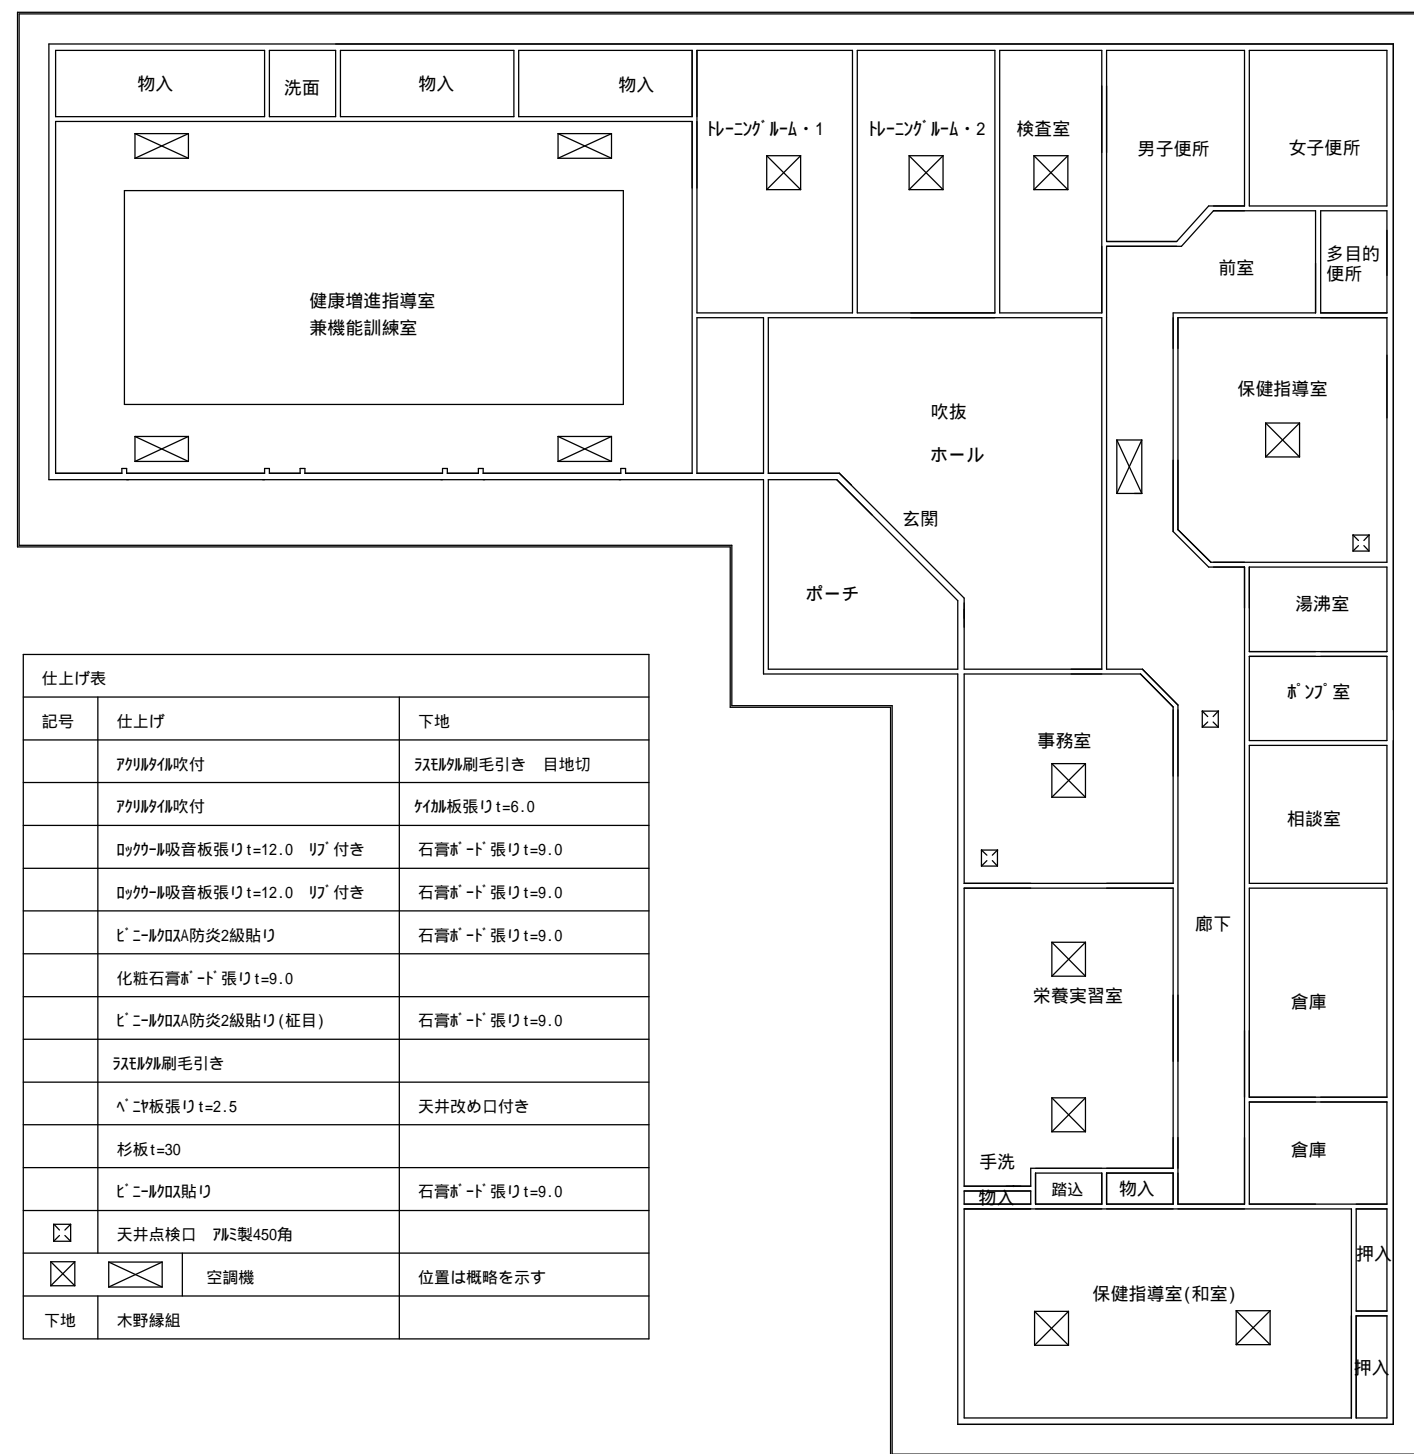 物入
洗面
物入
物入
トレーニングルーム・1
トレーニングルーム・2
検査室
男子便所
女子便所
前室
多目的
便所
健康増進指導室
兼機能訓練室
保健指導室
吹抜
ホール
玄関
ポーチ
湯沸室
ポンプ室
事務室
相談室
廊下
栄養実習室
倉庫
倉庫
手洗
物入
踏込
物入
押入
保健指導室(和室)
押入
仕上げ表
記号 仕上げ 下地
アクリルタイル吹付 ラスモルタル刷毛引き 目地切
アクリルタイル吹付 ケイカル板張りt=6.0
ロックウール吸音板張りt=12.0 リブ付き 石膏ボード張りt=9.0
ロックウール吸音板張りt=12.0 リブ付き 石膏ボード張りt=9.0
ビニールクロスA防炎2級貼り 石膏ボード張りt=9.0
化粧石膏ボード張りt=9.0
ビニールクロスA防炎2級貼り(柾目) 石膏ボード張りt=9.0
ラスモルタル刷毛引き
ベニヤ板張りt=2.5 天井改め口付き
杉板t=30
ビニールクロス貼り 石膏ボード張りt=9.0
天井点検口 アルミ製450角
空調機 位置は概略を示す
下地 木野縁組